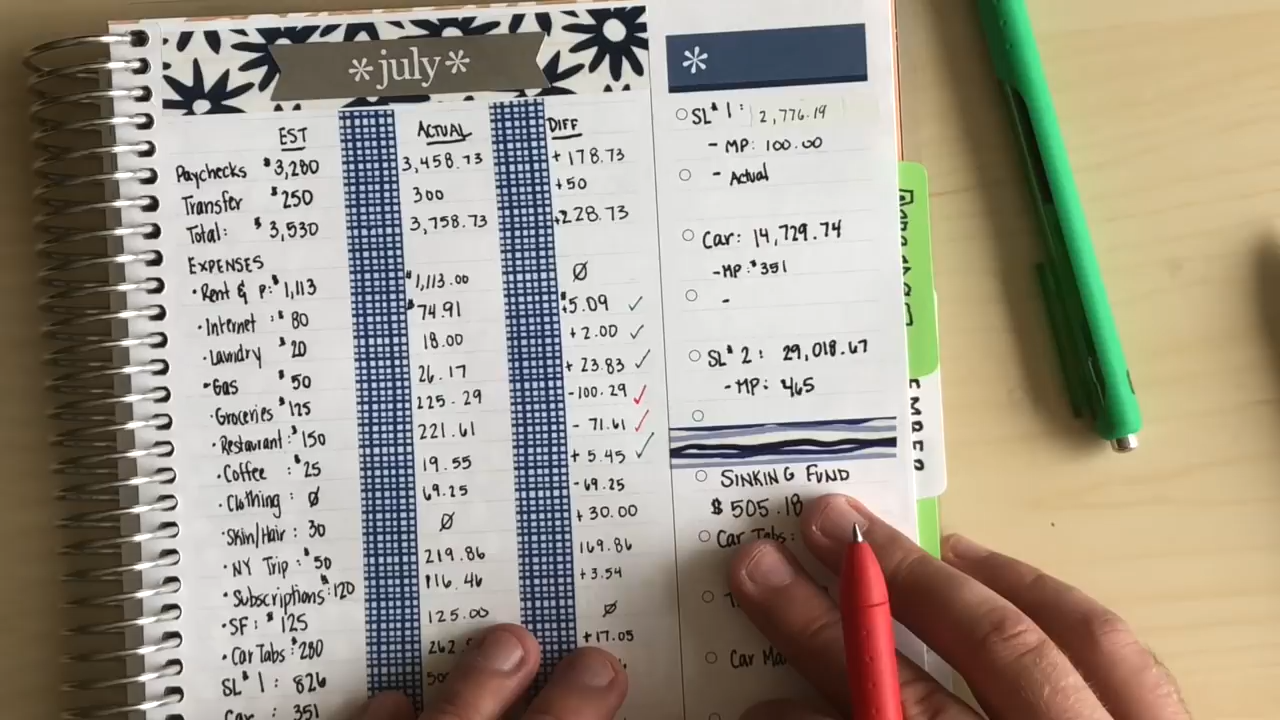 *july*
EST ACTUAL DIFF
Paychecks $3,280 3,458.73 +178.73
Transfer $250 300 +50
Total: $3,530 3,758.73 +228.73
EXPENSES
• Rent & P: $1,113 $1,113.00 Ø
• Internet : $80 $74.91 $5.09 ✓
• Laundry $20 18.00 +2.00 ✓
- Gas $50 26.17 +23.83 ✓
• Groceries $125 225.29 -100.29 ✓
• Restaurant: $150 221.61 -71.61 ✓
• Coffee : $25 19.55 +5.45 ✓
• Clothing : Ø 69.25 -69.25
• Skin/Hair: 30 Ø +30.00
• NY Trip: $50 219.86 169.86
• Subscriptions: $120 116.46 +3.54
• SF: $125 125.00 Ø
• Car Tabs: $280 262. +17.05
SL#1: 826 50
Car: 351
*
SL#1: 2,776.19
- MP: 100.00
- Actual
Car: 14,729.74
- MP: $351
-
SL#2: 29,018.67
- MP: 465
SINKING FUND
$505.18
Car Tabs:
Car Ma